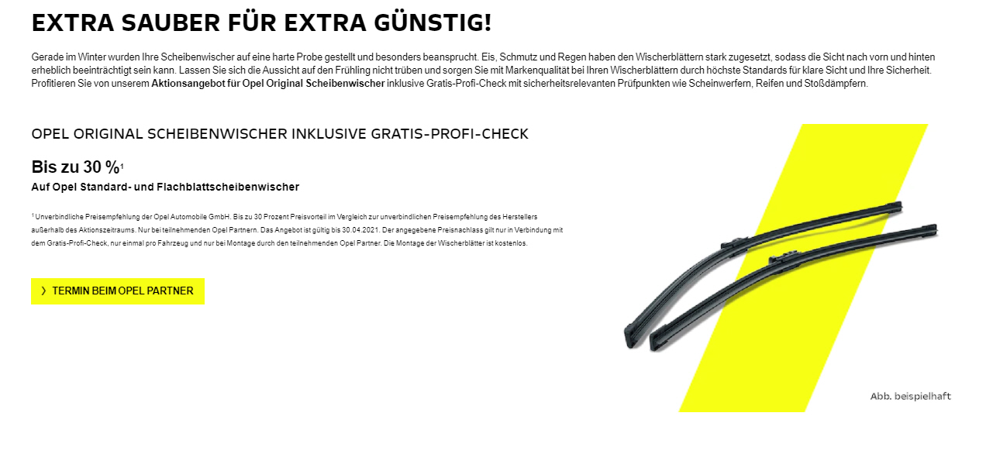 EXTRA SAUBER FÜR EXTRA GÜNSTIG!
Gerade im Winter wurden Ihre Scheibenwischer auf eine harte Probe gestellt und besonders beansprucht. Eis, Schmutz und Regen haben den Wischerblättern stark zugesetzt, sodass die Sicht nach vorn und hinten
erheblich beeinträchtigt sein kann. Lassen Sie sich die Aussicht auf den Frühling nicht trüben und sorgen Sie mit Markenqualität bei Ihren Wischerblättern durch höchste Standards für klare Sicht und Ihre Sicherheit.
Profitieren Sie von unserem Aktionsangebot für Opel Original Scheibenwischer inklusive Gratis-Profi-Check mit sicherheitsrelevanten Prüfpunkten wie Scheinwerfern, Reifen und Stoßdämpfern.
OPEL ORIGINAL SCHEIBENWISCHER INKLUSIVE GRATIS-PROFI-CHECK
Bis zu 30 %¹
Auf Opel Standard- und Flachblattscheibenwischer
¹ Unverbindliche Preisempfehlung der Opel Automobile GmbH. Bis zu 30 Prozent Preisvorteil im Vergleich zur unverbindlichen Preisempfehlung des Herstellers
außerhalb des Aktionszeitraums. Nur bei teilnehmenden Opel Partnern. Das Angebot ist gültig bis 30.04.2021. Der angegebene Preisnachlass gilt nur in Verbindung mit
dem Gratis-Profi-Check, nur einmal pro Fahrzeug und nur bei Montage durch den teilnehmenden Opel Partner. Die Montage der Wischerblätter ist kostenlos.
〉 TERMIN BEIM OPEL PARTNER
Abb. beispielhaft